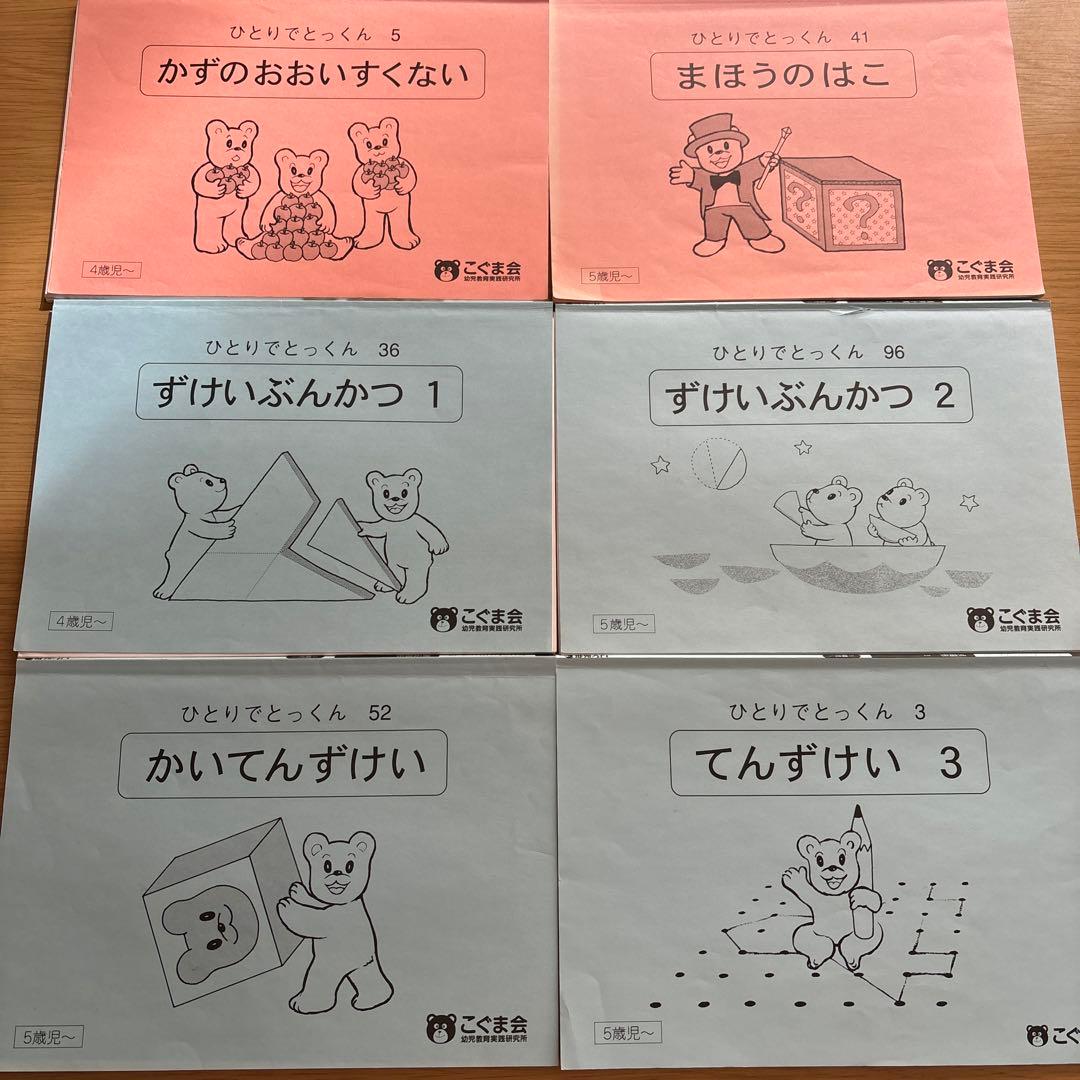 ひとりでとっくん 5
かずのおおいすくない
4歳児～
こぐま会
幼児教育実践研究所
ひとりでとっくん 41
まほうのはこ
? ?
5歳児～
こぐま会
幼児教育実践研究所
ひとりでとっくん 36
ずけいぶんかつ 1
4歳児～
こぐま会
幼児教育実践研究所
ひとりでとっくん 96
ずけいぶんかつ 2
5歳児～
こぐま会
幼児教育実践研究所
ひとりでとっくん 52
かいてんずけい
5歳児～
こぐま会
幼児教育実践研究所
ひとりでとっくん 3
てんずけい 3
5歳児～
こぐ